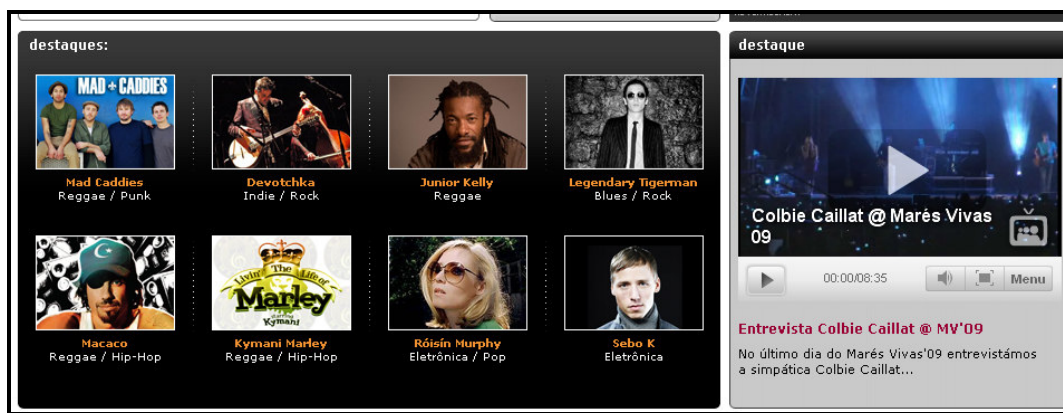 destaques:
MAD CADDIES
Mad Caddies
Reggae / Punk
Devotchka
Indie / Rock
Junior Kelly
Reggae
Legendary Tigerman
Blues / Rock
Livin' The Life of
Marley
starring
Kymani
Macaco
Reggae / Hip-Hop
Kymani Marley
Reggae / Hip-Hop
Róisín Murphy
Eletrônica / Pop
Sebo K
Eletrônica
destaque
Colbie Caillat @ Marés Vivas
09
00:00/08:35
Menu
Entrevista Colbie Caillat @ MV'09
No último dia do Marés Vivas'09 entrevistámos
a simpática Colbie Caillat...